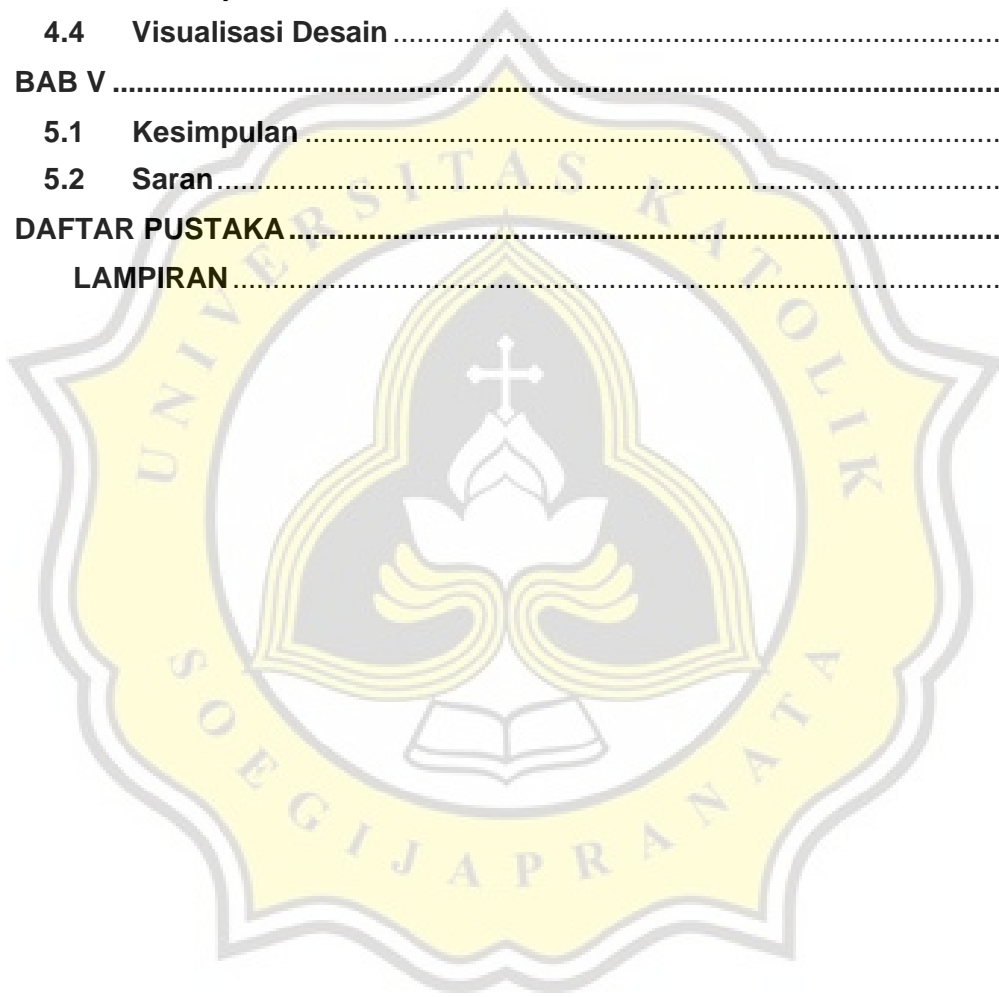 4.4 Visualisasi Desain ........................................................................
BAB V ................................................................................................................
5.1 Kesimpulan ....................................................................................
5.2 Saran ...............................................................................................
DAFTAR PUSTAKA .........................................................................................
LAMPIRAN ................................................................................................
UNIVERSITAS KATOLIK
SOEGIJAPRANATA